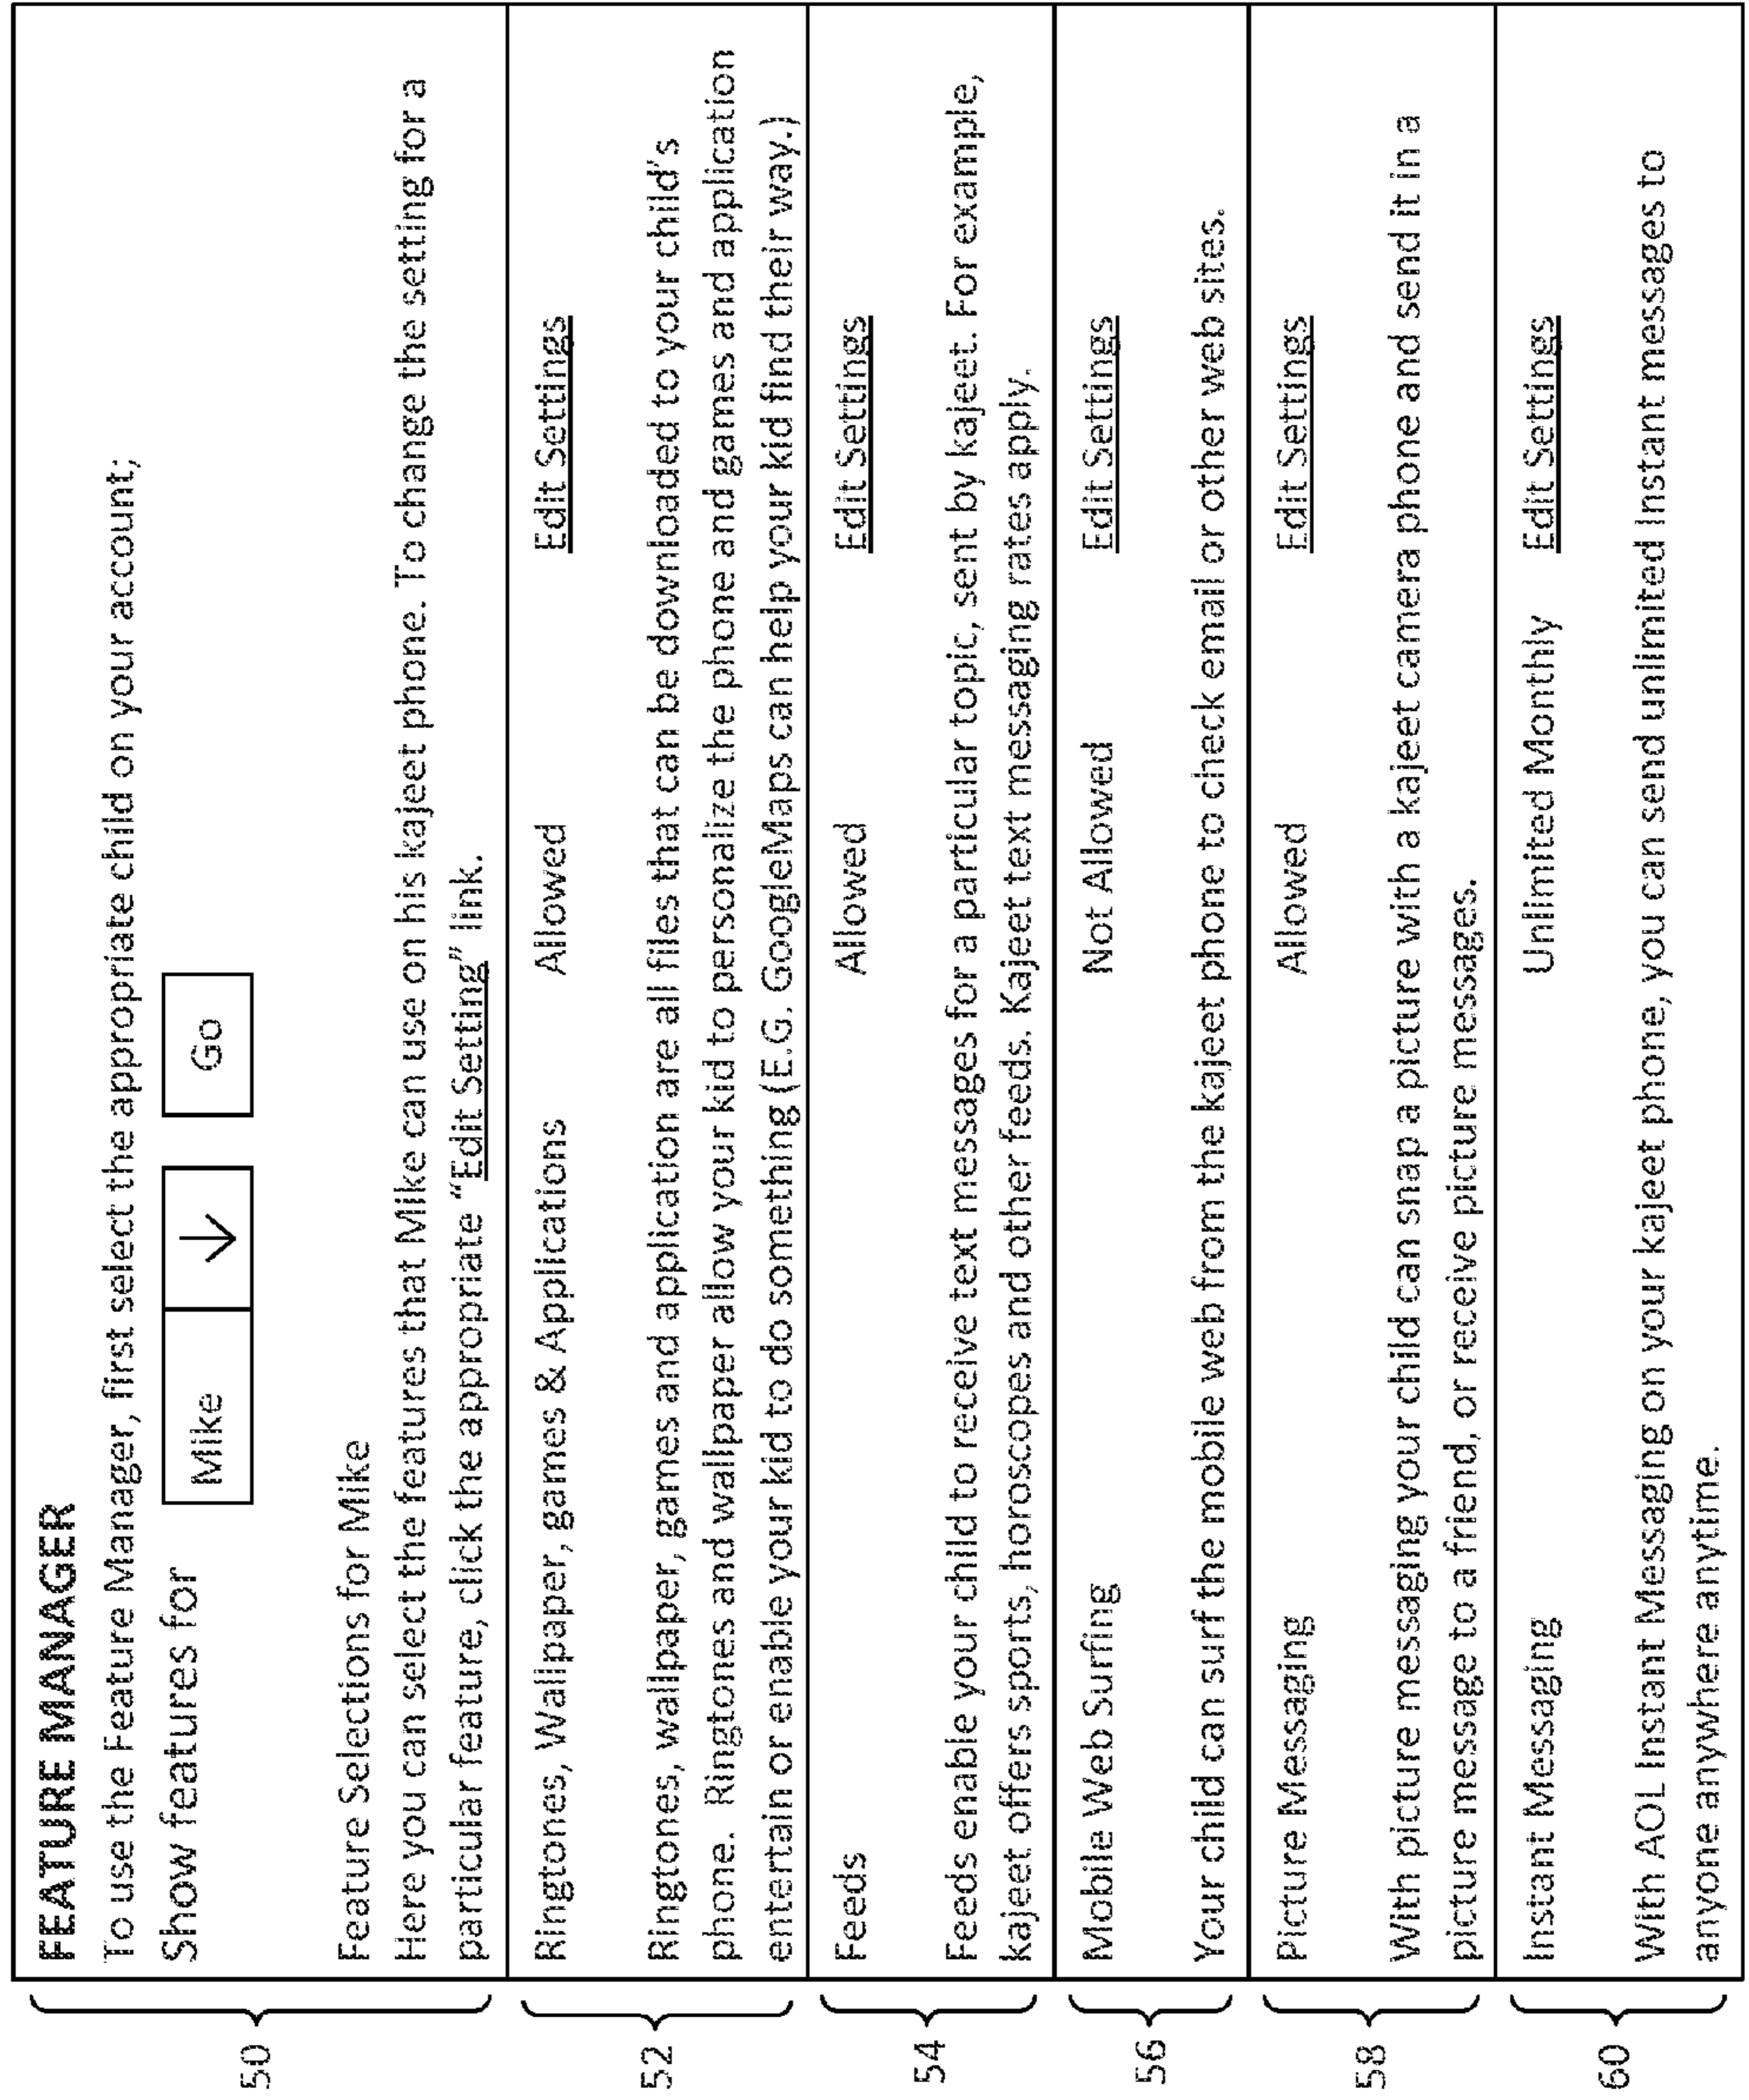 FEATURE MANAGER
To use the Feature Manager, first select the appropriate child on your account;
Show features for Mike ↓ Go
Feature Selections for Mike
Here you can select the features that Mike can use on his kajeet phone. To change the setting for a
particular feature, click the appropriate “Edit Setting” link.
50
Ringtones, Wallpaper, games & Applications Allowed Edit Settings
Ringtones, wallpaper, games and application are all files that can be downloaded to your child's
phone. Ringtones and wallpaper allow your kid to personalize the phone and games and application
entertain or enable your kid to do something (E.G. GoogleMaps can help your kid find their way.)
52
Feeds Allowed Edit Settings
Feeds enable your child to receive text messages for a particular topic, sent by kajeet. For example,
kajeet offers sports, horoscopes and other feeds. Kajeet text messaging rates apply.
54
Mobile Web Surfing Not Allowed Edit Settings
Your child can surf the mobile web from the kajeet phone to check email or other web sites.
56
Picture Messaging Allowed Edit Settings
With picture messaging your child can snap a picture with a kajeet camera phone and send it in a
picture message to a friend, or receive picture messages.
58
Instant Messaging Unlimited Monthly Edit Settings
With AOL Instant Messaging on your kajeet phone, you can send unlimited instant messages to
anyone anywhere anytime.
60